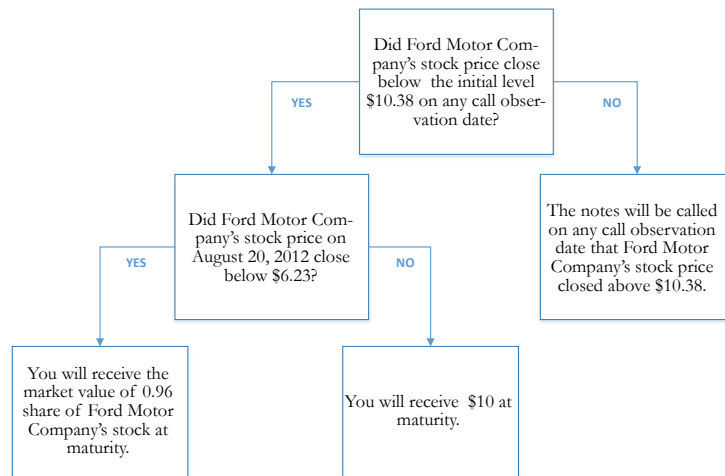 Did Ford Motor Com-
pany's stock price close
below the initial level
$10.38 on any call obser-
vation date?
YES
NO
Did Ford Motor Com-
pany's stock price on
August 20, 2012 close
below $6.23?
The notes will be called
on any call observation
date that Ford Motor
Company's stock price
closed above $10.38.
YES
NO
You will receive the
market value of 0.96
share of Ford Motor
Company's stock at
maturity.
You will receive $10 at
maturity.